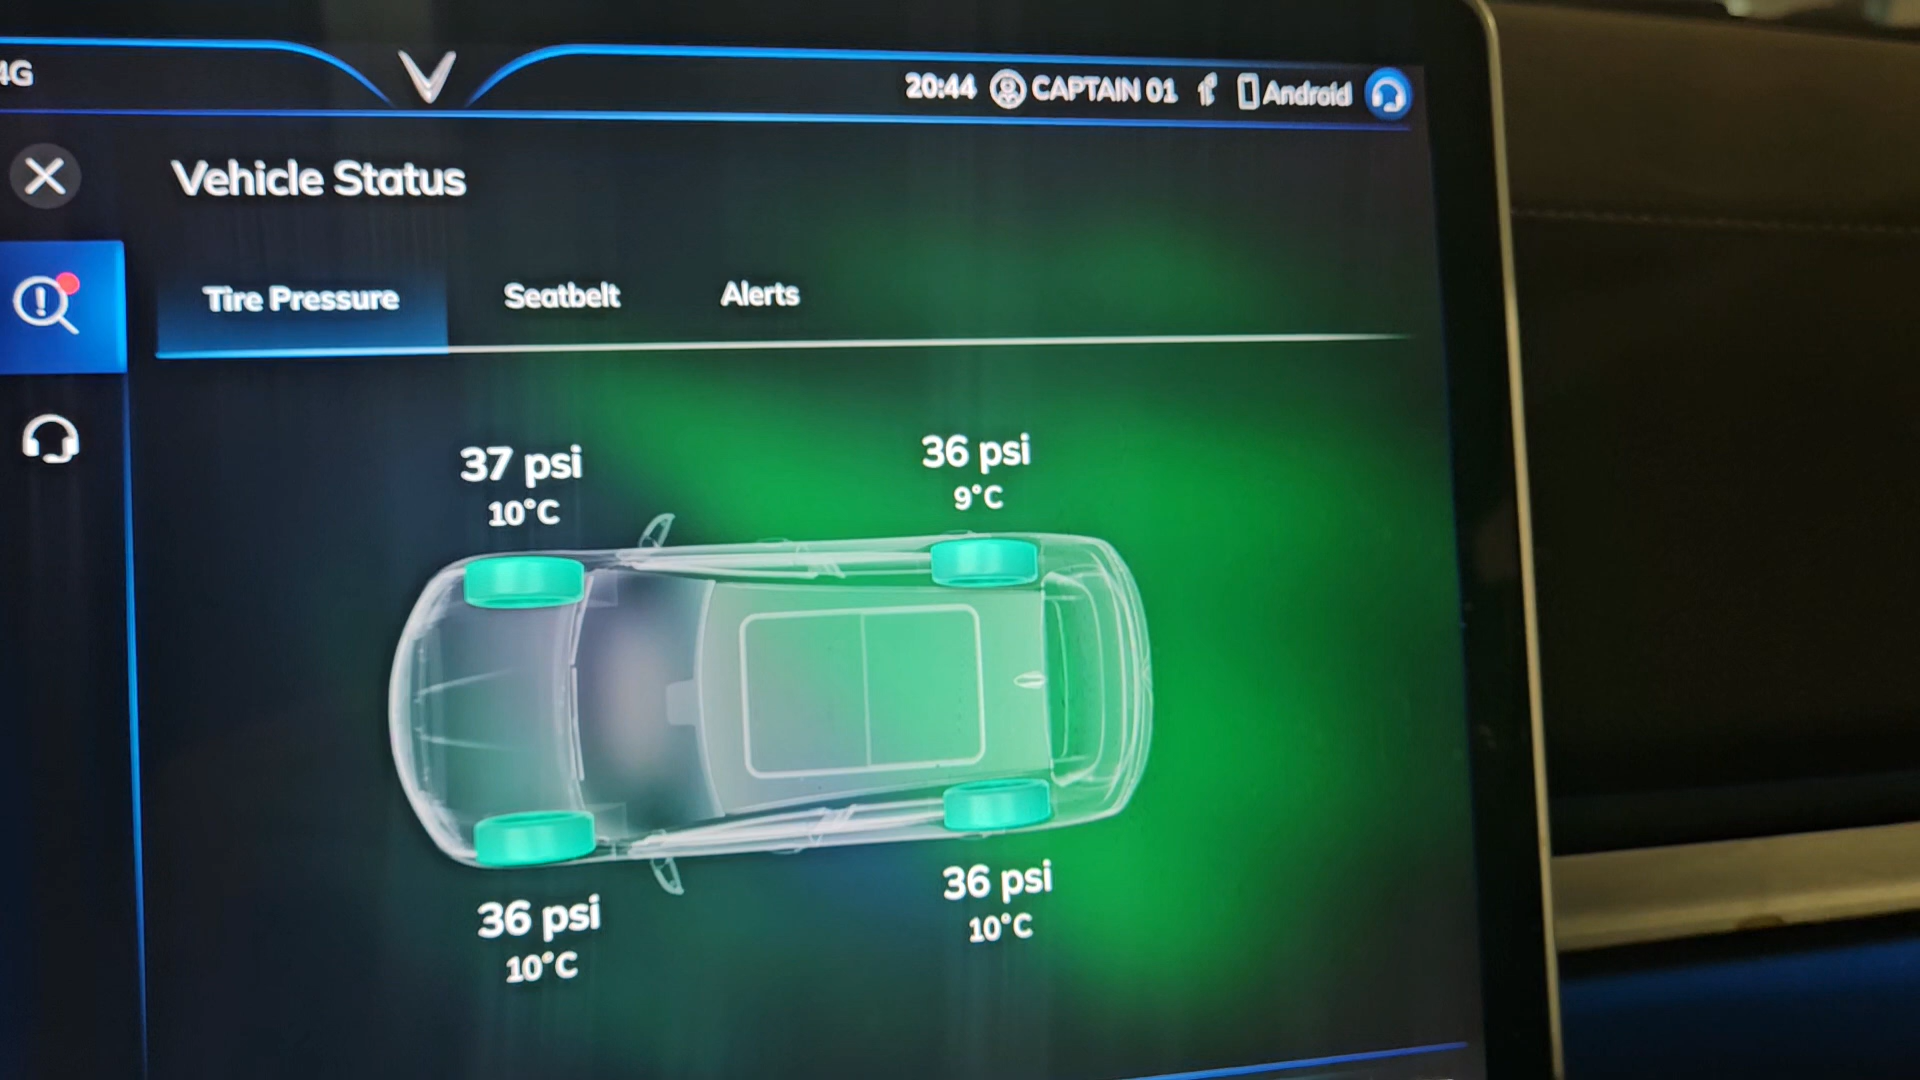 4G
20:44 CAPTAIN 01 Android
Vehicle Status
Tire Pressure Seatbelt Alerts
37 psi 36 psi
10°C 9°C
36 psi 36 psi
10°C 10°C